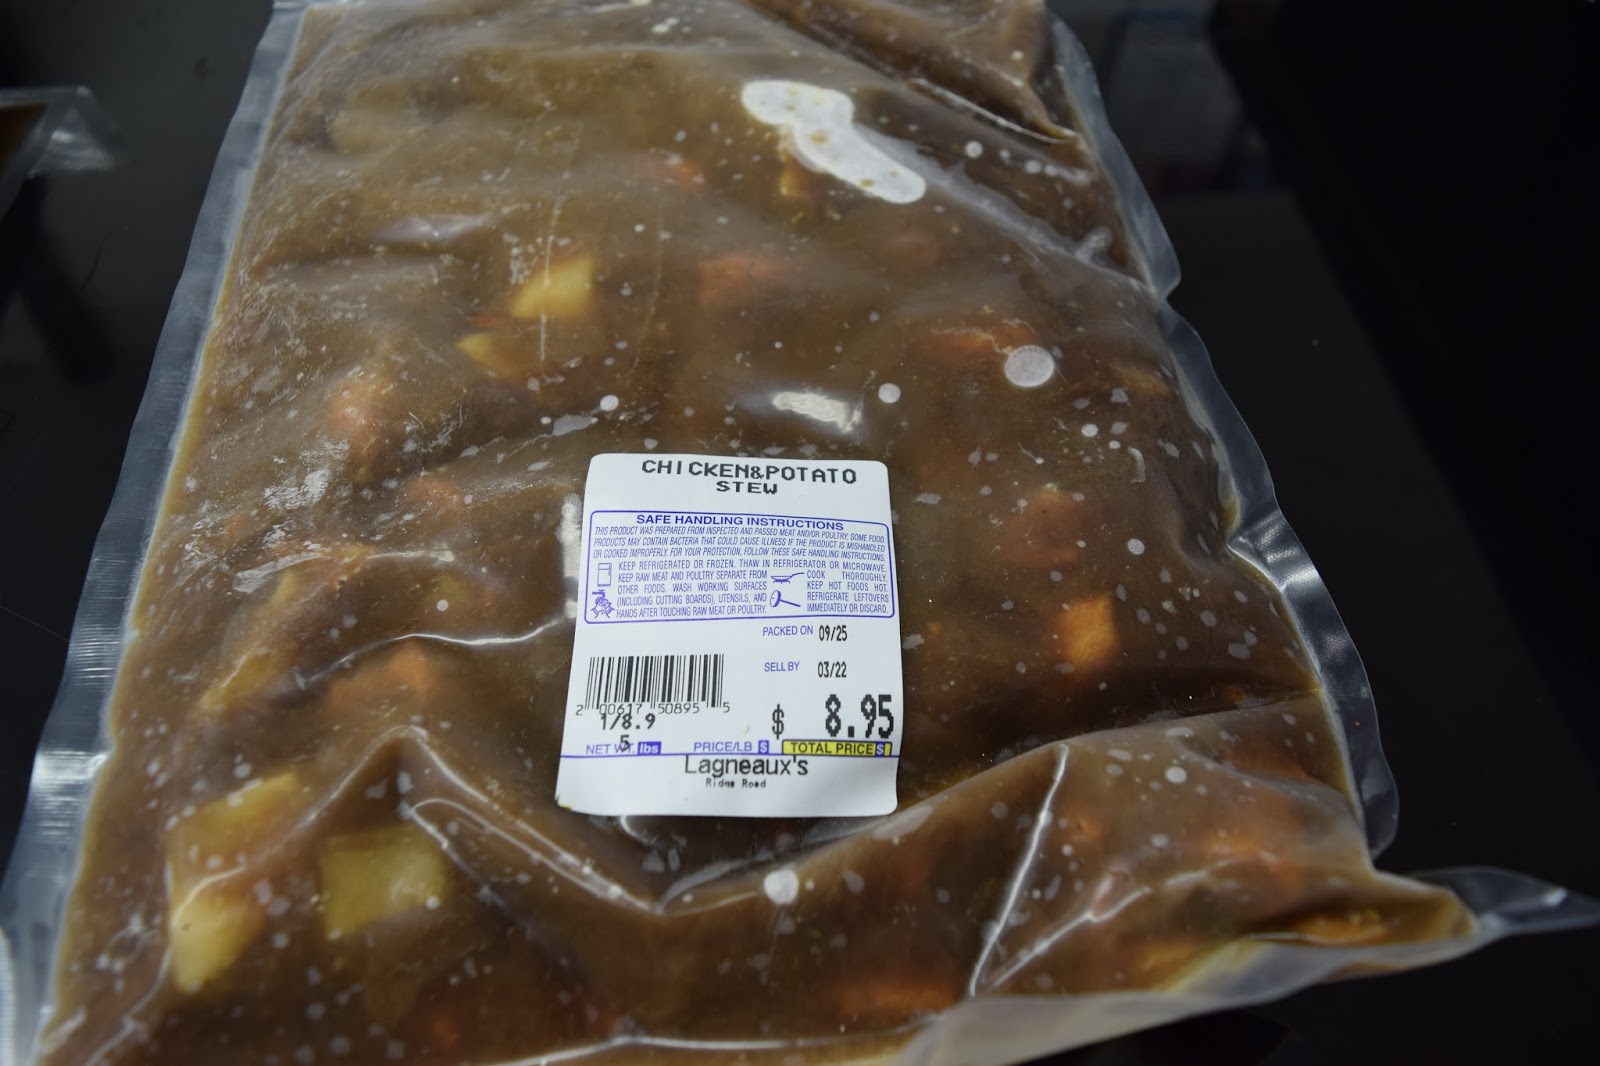 CHICKEN&POTATO
STEW
SAFE HANDLING INSTRUCTIONS
THIS PRODUCT WAS PREPARED FROM INSPECTED AND PASSED MEAT AND/OR POULTRY. SOME FOOD
PRODUCTS MAY CONTAIN BACTERIA THAT COULD CAUSE ILLNESS IF THE PRODUCT IS MISHANDLED
OR COOKED IMPROPERLY. FOR YOUR PROTECTION, FOLLOW THESE SAFE HANDLING INSTRUCTIONS.
KEEP REFRIGERATED OR FROZEN. THAW IN REFRIGERATOR OR MICROWAVE.
KEEP RAW MEAT AND POULTRY SEPARATE FROM
OTHER FOODS. WASH WORKING SURFACES
(INCLUDING CUTTING BOARDS), UTENSILS, AND
HANDS AFTER TOUCHING RAW MEAT OR POULTRY.
COOK THOROUGHLY.
KEEP HOT FOODS HOT.
REFRIGERATE LEFTOVERS
IMMEDIATELY OR DISCARD.
PACKED ON 09/25
SELL BY 03/22
2 00617 50895 5
1/8.9
5
$ 8.95
NET WT. lbs PRICE/LB $ TOTAL PRICE $
Lagneaux's
Ridge Road